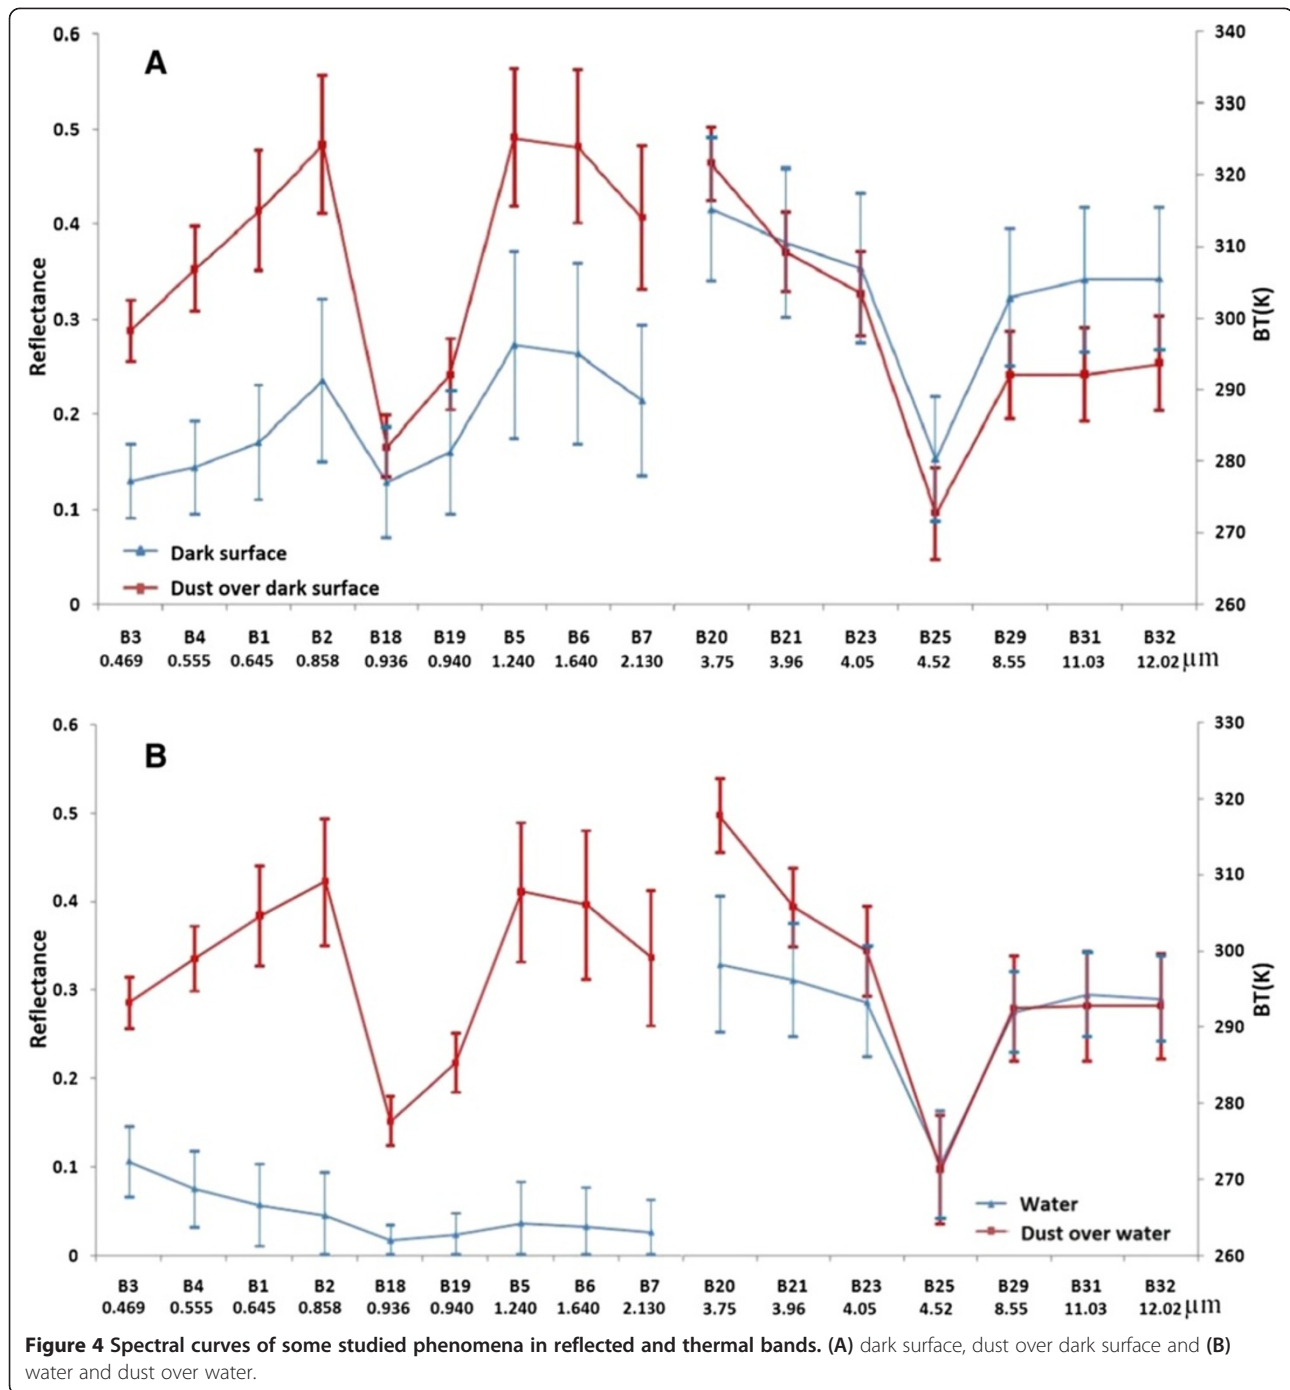 A
0.6
0.5
0.4
0.3
0.2
0.1
0
Reflectance
340
330
320
310
300
290
280
270
260
BT(K)
Dark surface
Dust over dark surface
B3 B4 B1 B2 B18 B19 B5 B6 B7 B20 B21 B23 B25 B29 B31 B32
0.469 0.555 0.645 0.858 0.936 0.940 1.240 1.640 2.130 3.75 3.96 4.05 4.52 8.55 11.03 12.02 µm
B
0.6
0.5
0.4
0.3
0.2
0.1
0
Reflectance
330
320
310
300
290
280
270
260
BT(K)
Water
Dust over water
B3 B4 B1 B2 B18 B19 B5 B6 B7 B20 B21 B23 B25 B29 B31 B32
0.469 0.555 0.645 0.858 0.936 0.940 1.240 1.640 2.130 3.75 3.96 4.05 4.52 8.55 11.03 12.02 µm
Figure 4 Spectral curves of some studied phenomena in reflected and thermal bands. (A) dark surface, dust over dark surface and (B)
water and dust over water.